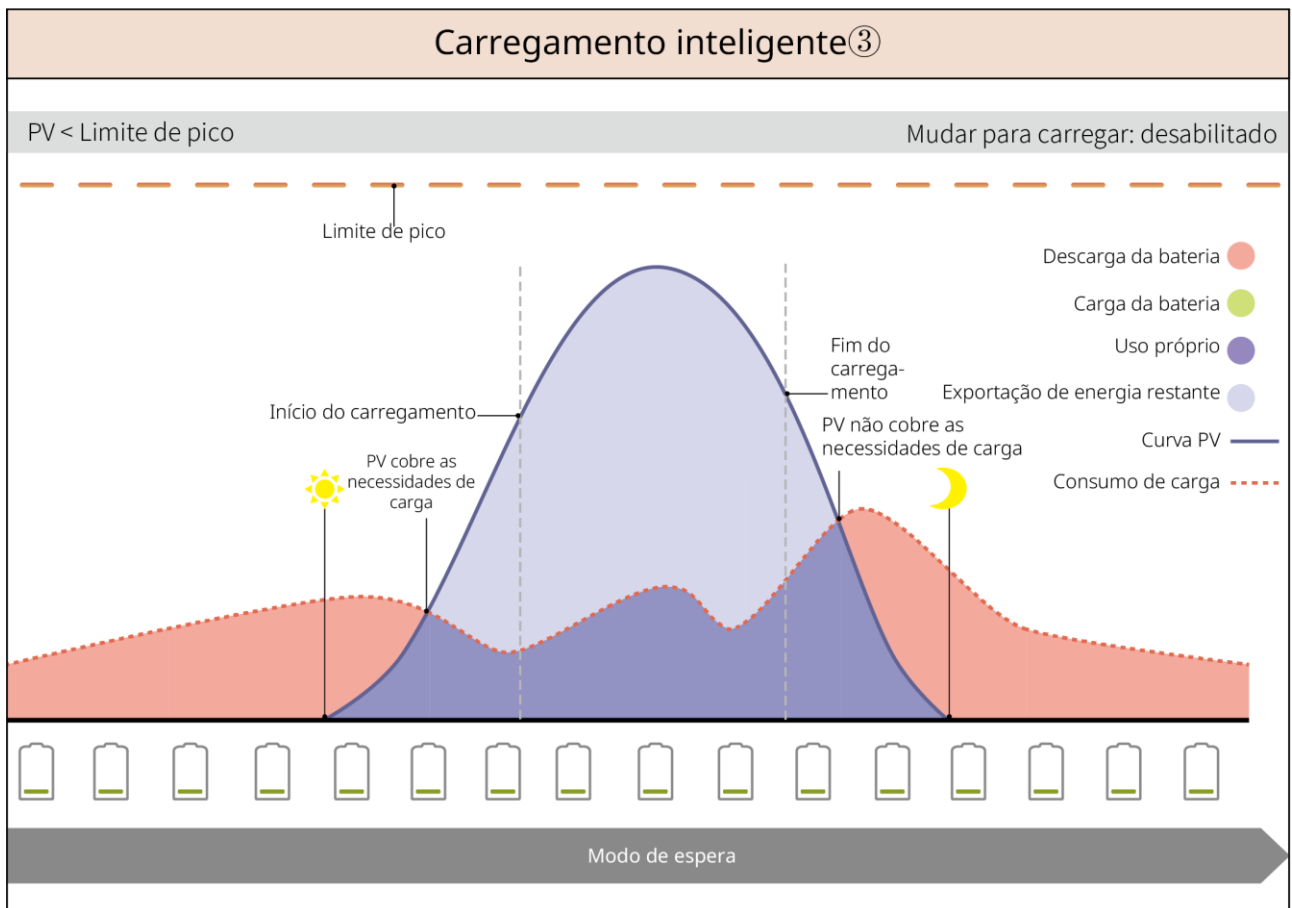 Carregamento inteligente③
PV < Limite de pico
Mudar para carregar: desabilitado
Limite de pico
Descarga da bateria
Carga da bateria
Uso próprio
Exportação de energia restante
Curva PV
Consumo de carga
Início do carregamento
PV cobre as
necessidades de
carga
Fim do
carrega-
mento
PV não cobre as
necessidades de carga
Modo de espera